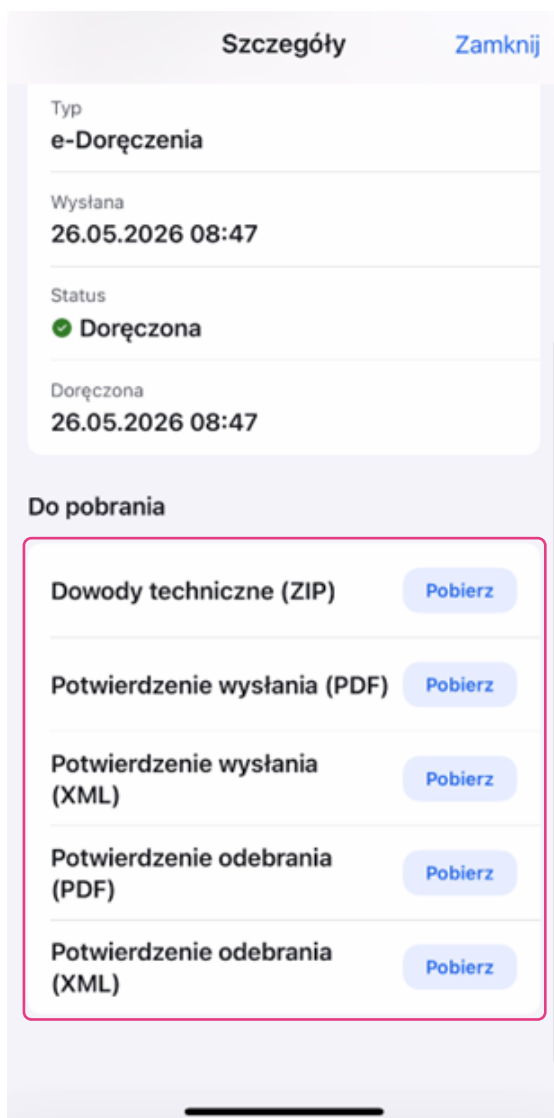 Szczegóły
Zamknij
Typ
e-Doręczenia
Wysłana
26.05.2026 08:47
Status
Doręczona
Doręczona
26.05.2026 08:47
Do pobrania
Dowody techniczne (ZIP)
Pobierz
Potwierdzenie wysłania (PDF)
Pobierz
Potwierdzenie wysłania
(XML)
Pobierz
Potwierdzenie odebrania
(PDF)
Pobierz
Potwierdzenie odebrania
(XML)
Pobierz